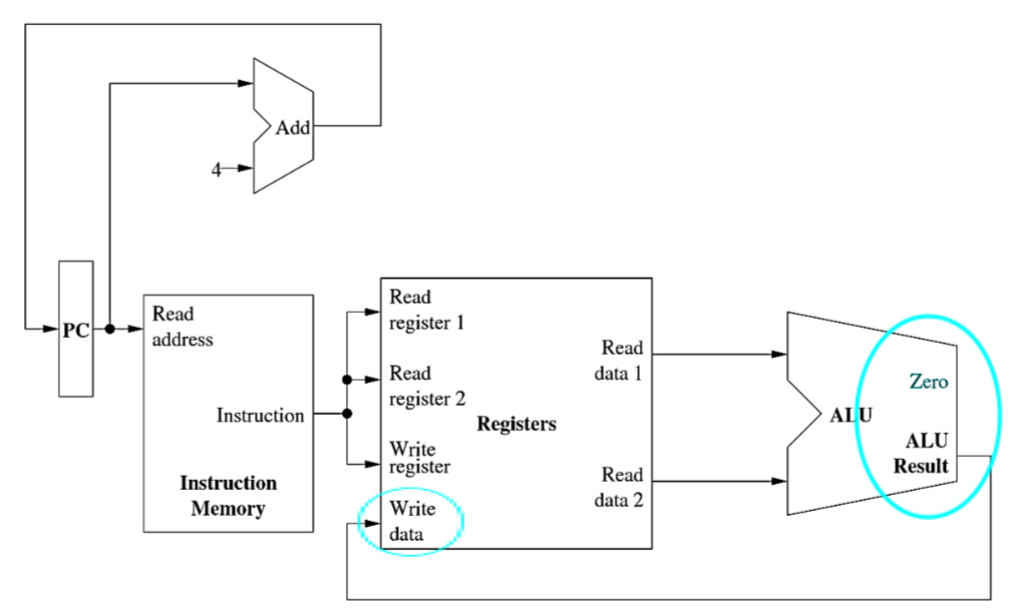 Add
4
PC
Read
address
Instruction
Instruction
Memory
Read
register 1
Read
register 2
Registers
Write
register
Write
data
Read
data 1
Read
data 2
Zero
ALU
ALU
Result